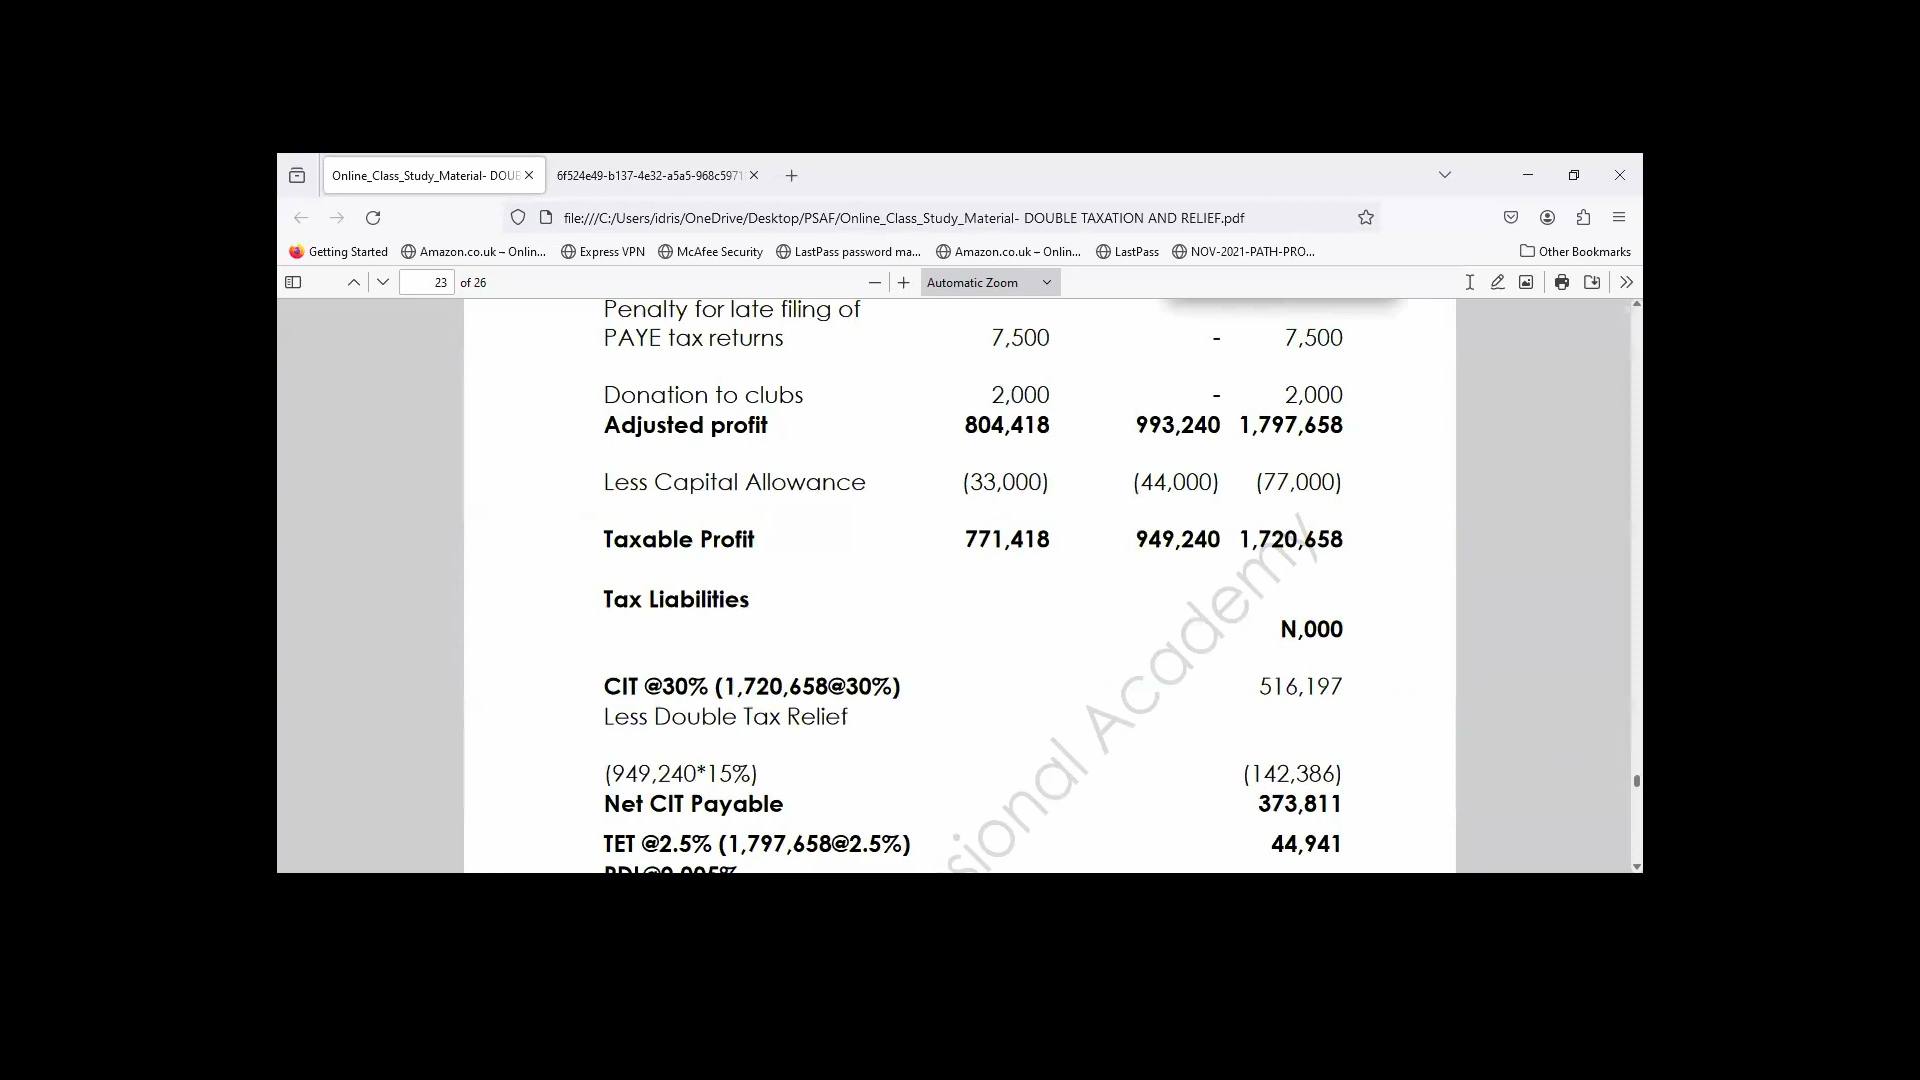 Online_Class_Study_Material- DOUB
6f524e49-b137-4e32-a5a5-968c5971
file:///C:/Users/idris/OneDrive/Desktop/PSAF/Online_Class_Study_Material- DOUBLE TAXATION AND RELIEF.pdf
Getting Started Amazon.co.uk – Onlin... Express VPN McAfee Security LastPass password ma... Amazon.co.uk – Onlin... LastPass NOV-2021-PATH-PRO... Other Bookmarks
23 of 26 Automatic Zoom
Penalty for late filing of
PAYE tax returns 7,500 - 7,500
Donation to clubs 2,000 - 2,000
Adjusted profit 804,418 993,240 1,797,658
Less Capital Allowance (33,000) (44,000) (77,000)
Taxable Profit 771,418 949,240 1,720,658
Tax Liabilities
N,000
CIT @30% (1,720,658@30%) 516,197
Less Double Tax Relief
(949,240*15%) (142,386)
Net CIT Payable 373,811
TET @2.5% (1,797,658@2.5%) 44,941
sional Academy